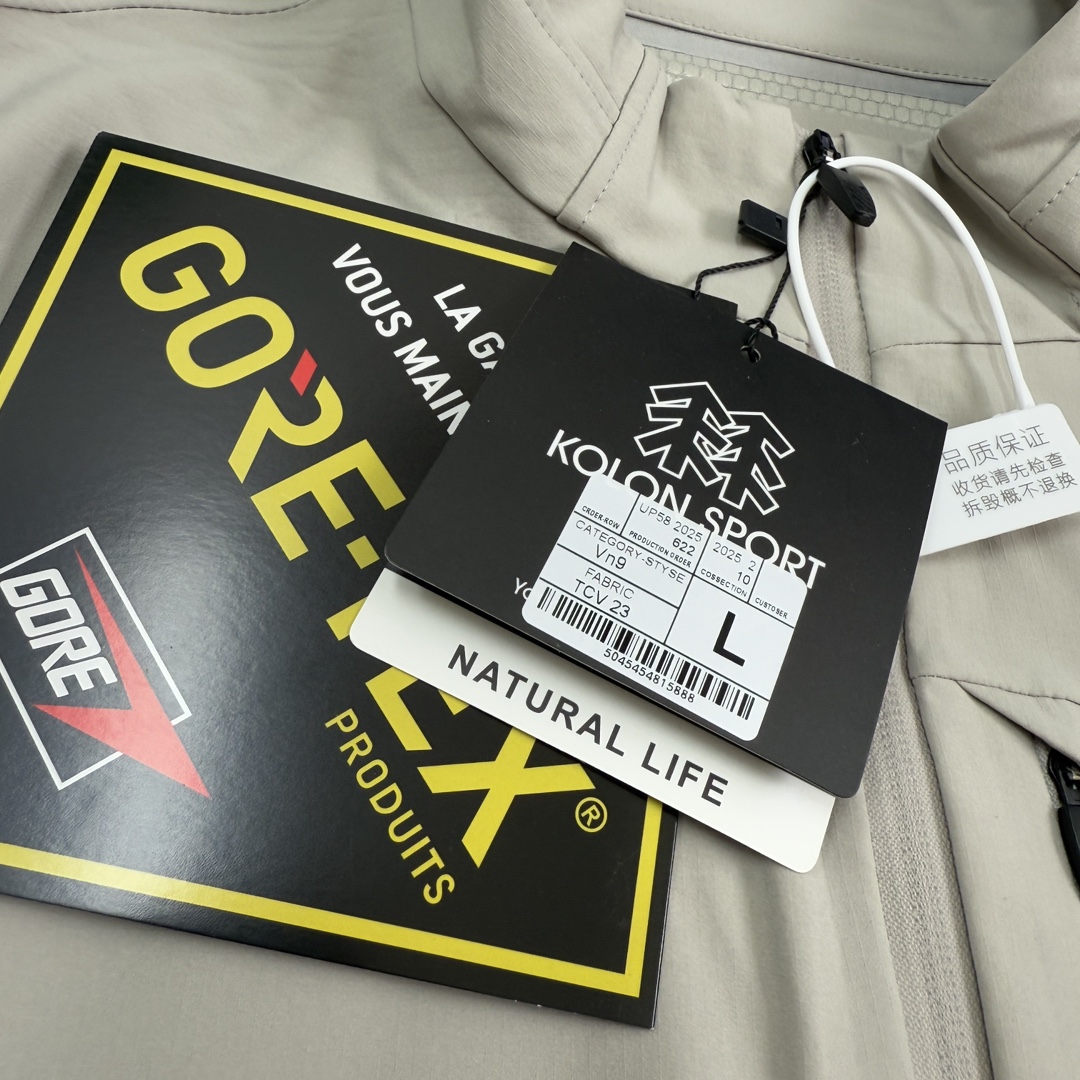 GORE-TEX®
PRODUITS
LA GA
VOUS MAIN
GORE
KOLON SPORT
Yo
UP58 2025
2025 2
ORDER-ROW
622
10
PRODUCTION ORDER
COSSECTION
CUSTOSER
CATEGORY-STYSE
Vn9
FABRIC
TCV 23
L
5045454815888
NATURAL LIFE
品质保证
收货请先检查
拆毁概不退换